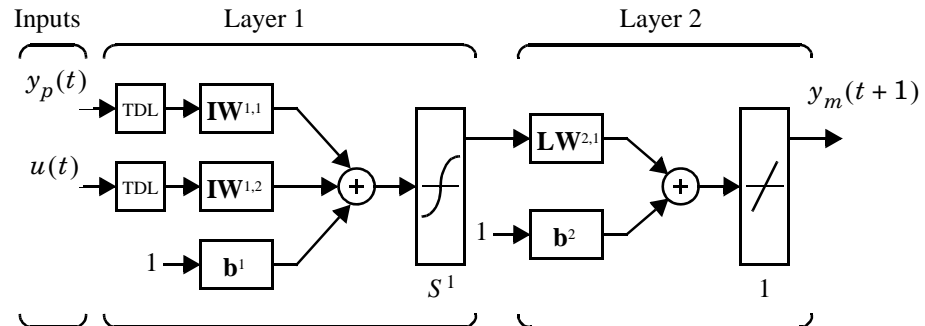 Inputs Layer 1 Layer 2
y_p(t) y_m(t+1)
TDL IW^{1,1} LW^{2,1}
u(t)
TDL IW^{1,2} +  +
1 b^1 1 b^2
S^1 1